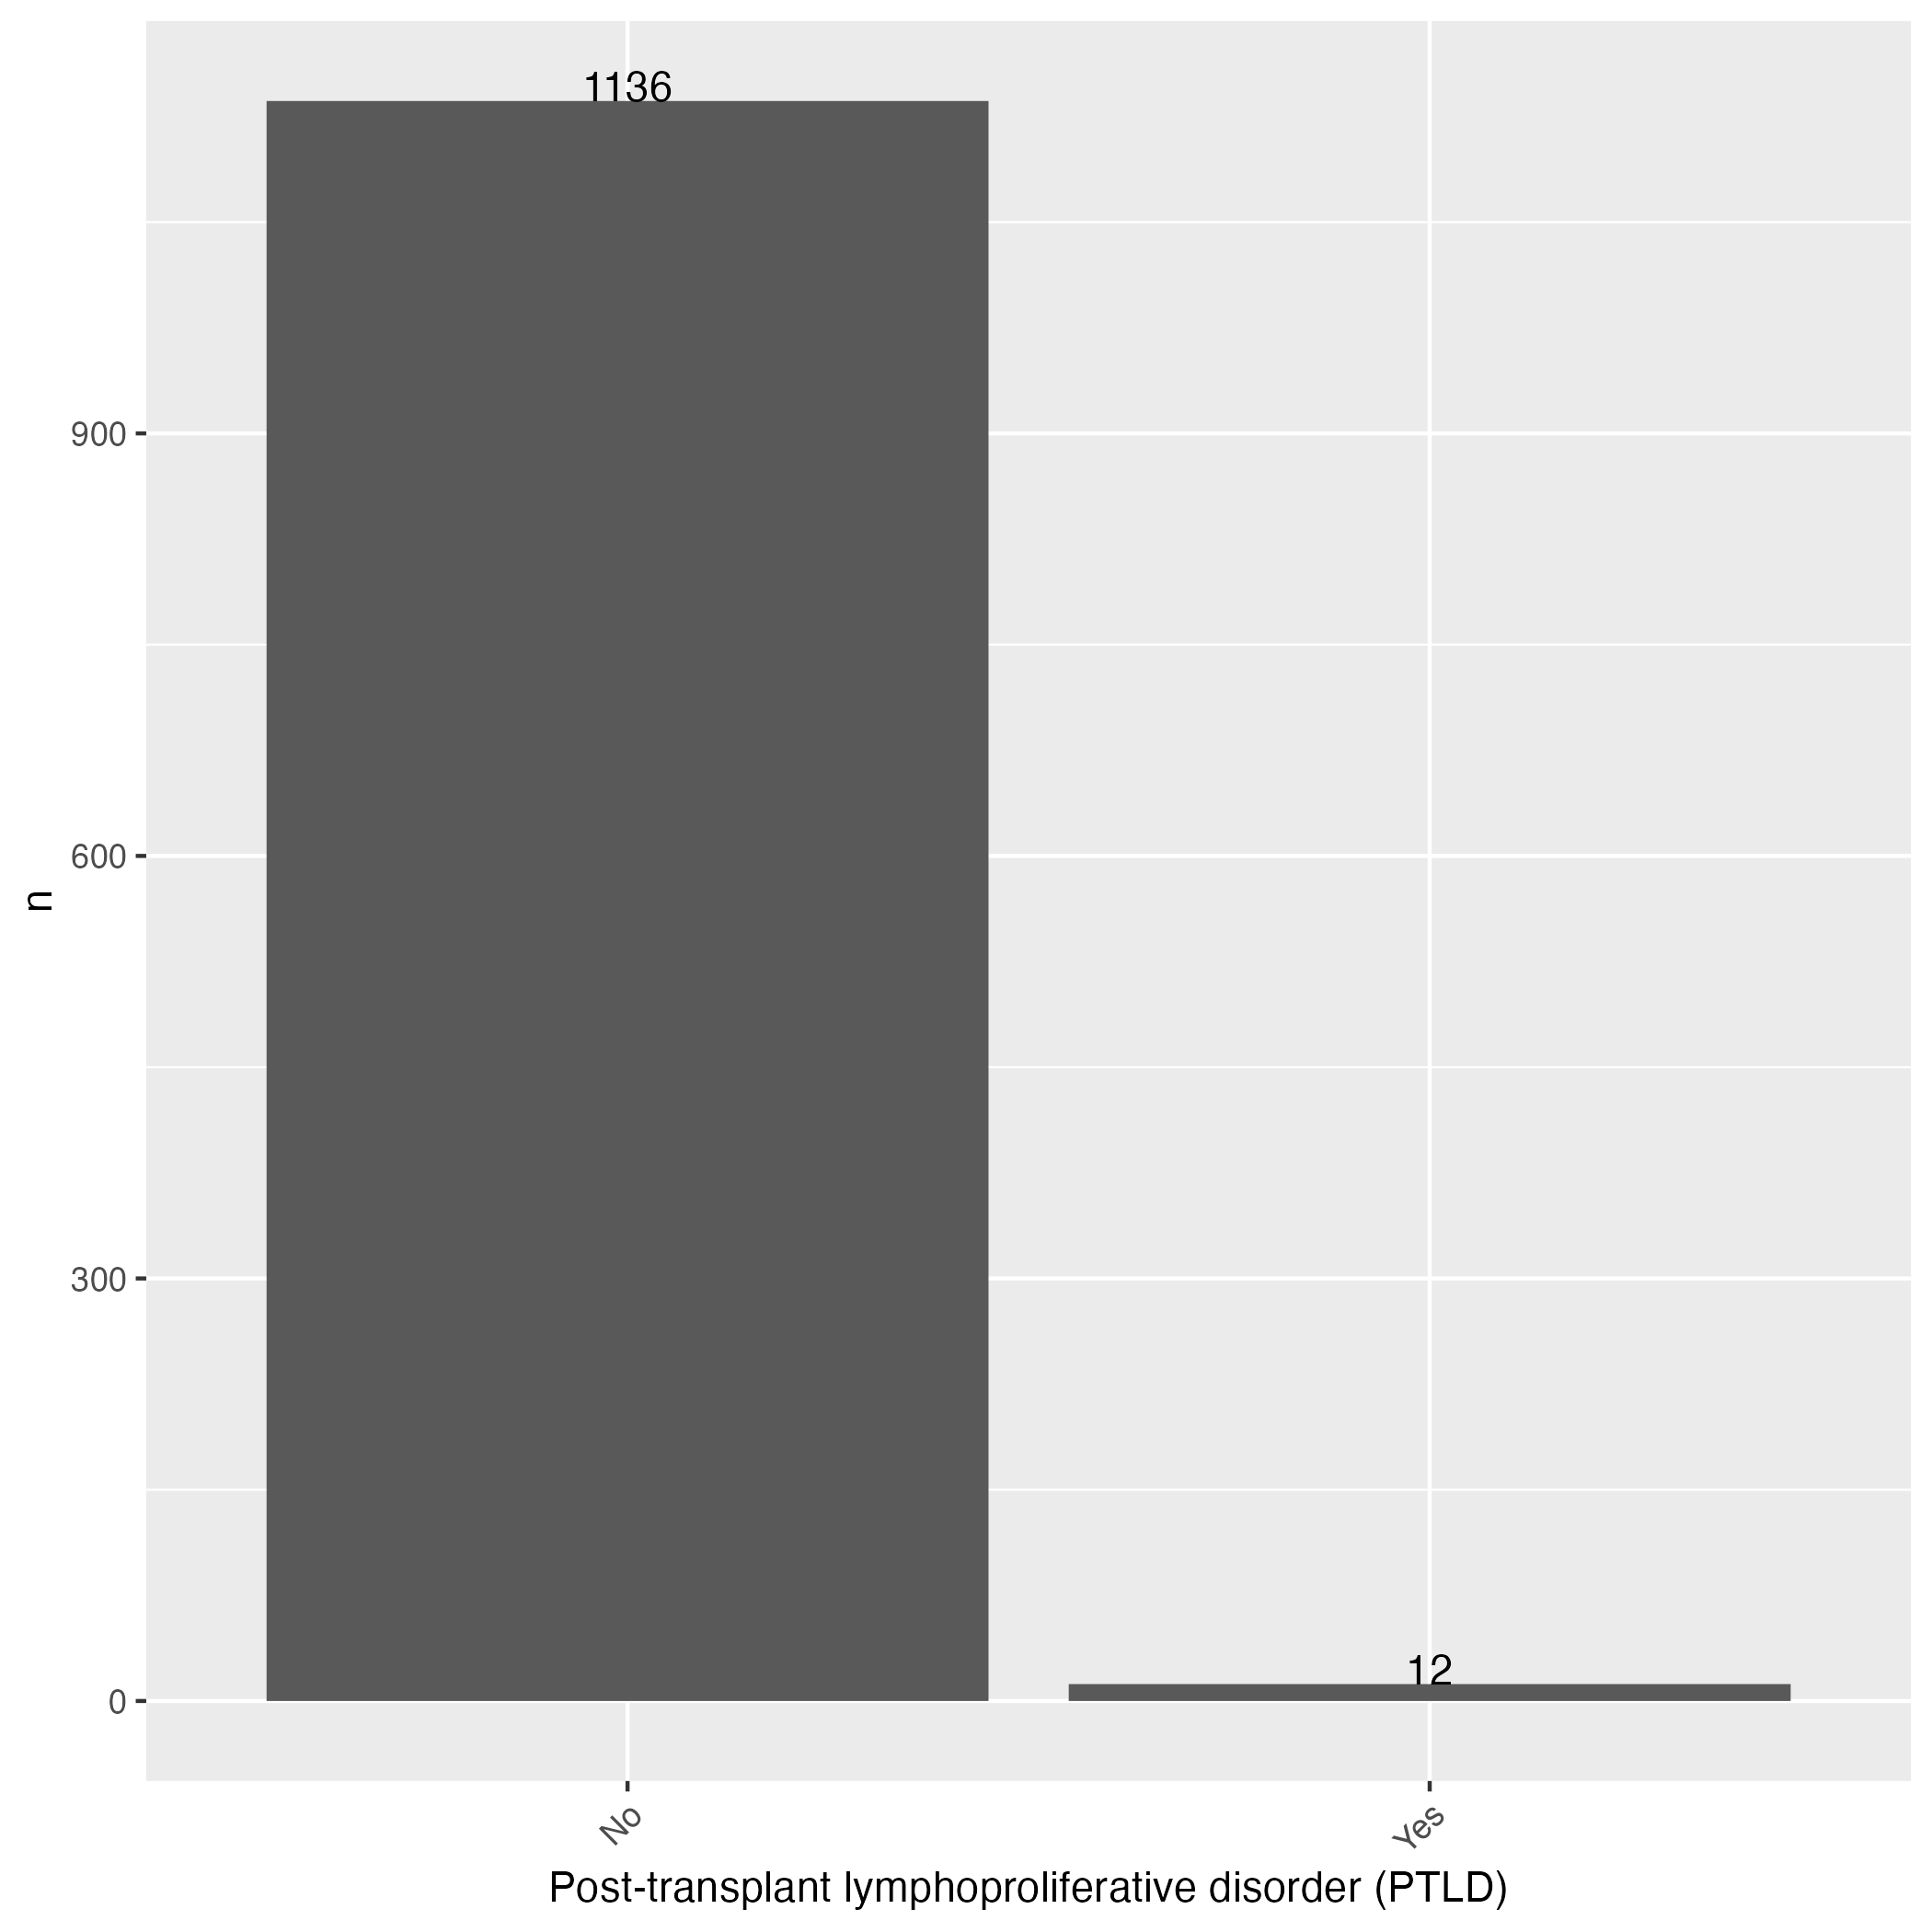 1136
900
600
300
0
n
12
No
Yes
Post-transplant lymphoproliferative disorder (PTLD)